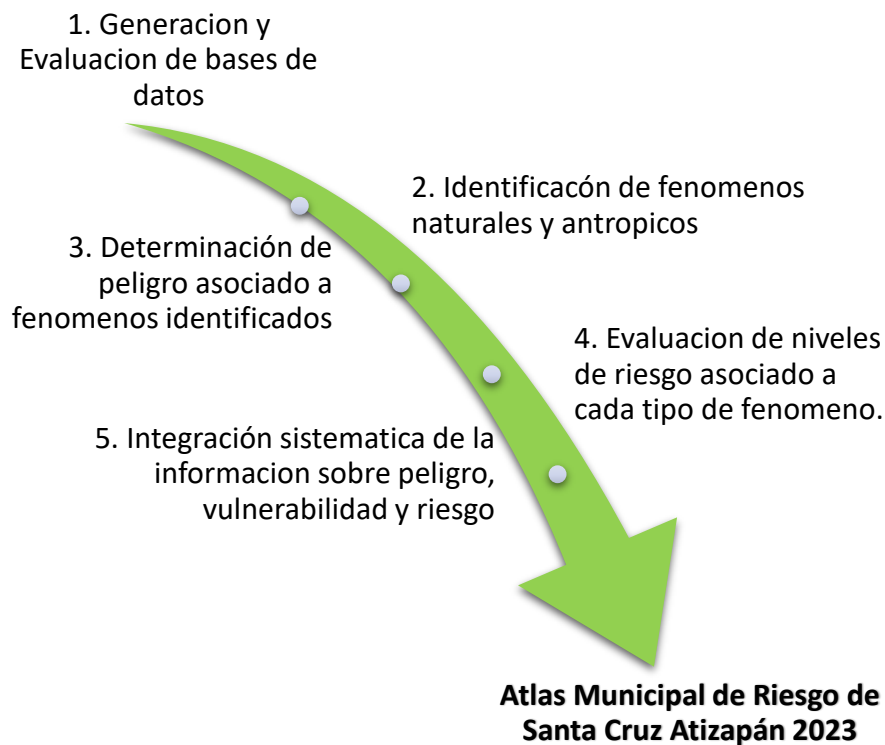 1. Generacion y
Evaluacion de bases de
datos
2. Identificacón de fenomenos
naturales y antropicos
3. Determinación de
peligro asociado a
fenomenos identificados
4. Evaluacion de niveles
de riesgo asociado a
cada tipo de fenomeno.
5. Integración sistematica de la
informacion sobre peligro,
vulnerabilidad y riesgo
Atlas Municipal de Riesgo de
Santa Cruz Atizapán 2023